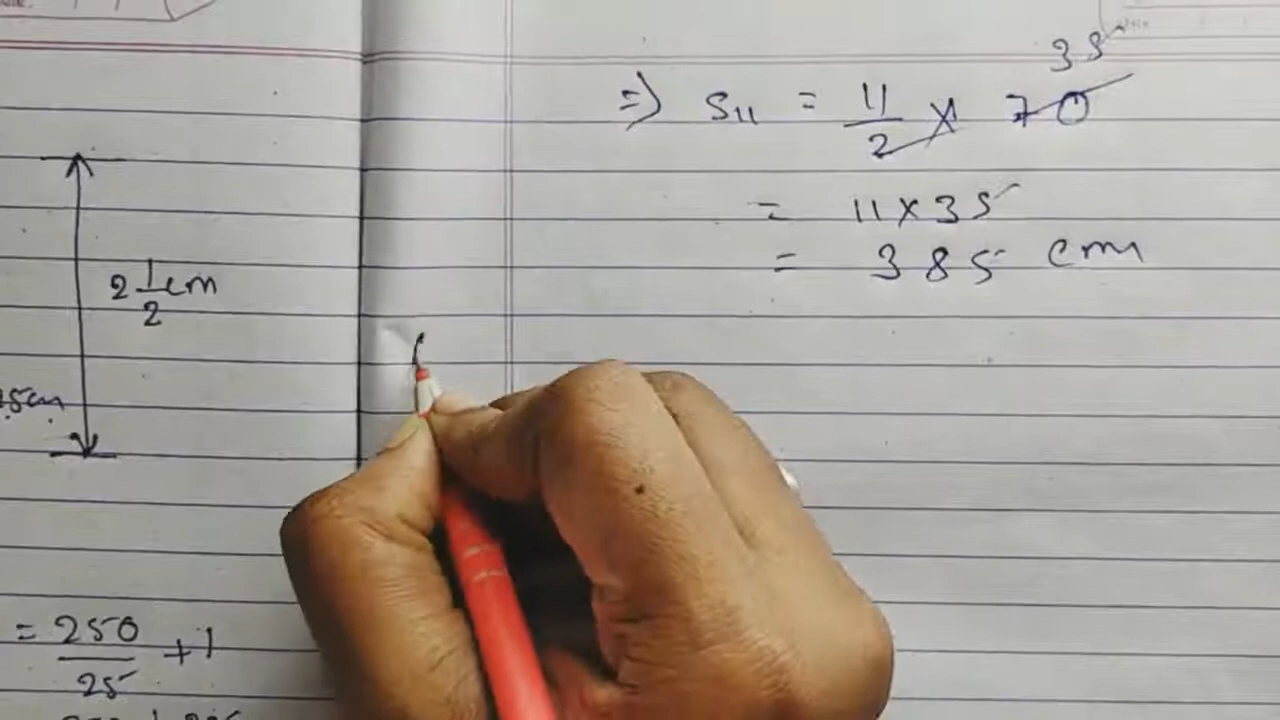 2 1/2 cm
= 250/25 + 1
35
⇒ S₁₁ = 11/2 × 70
= 11 × 35
= 385 cm